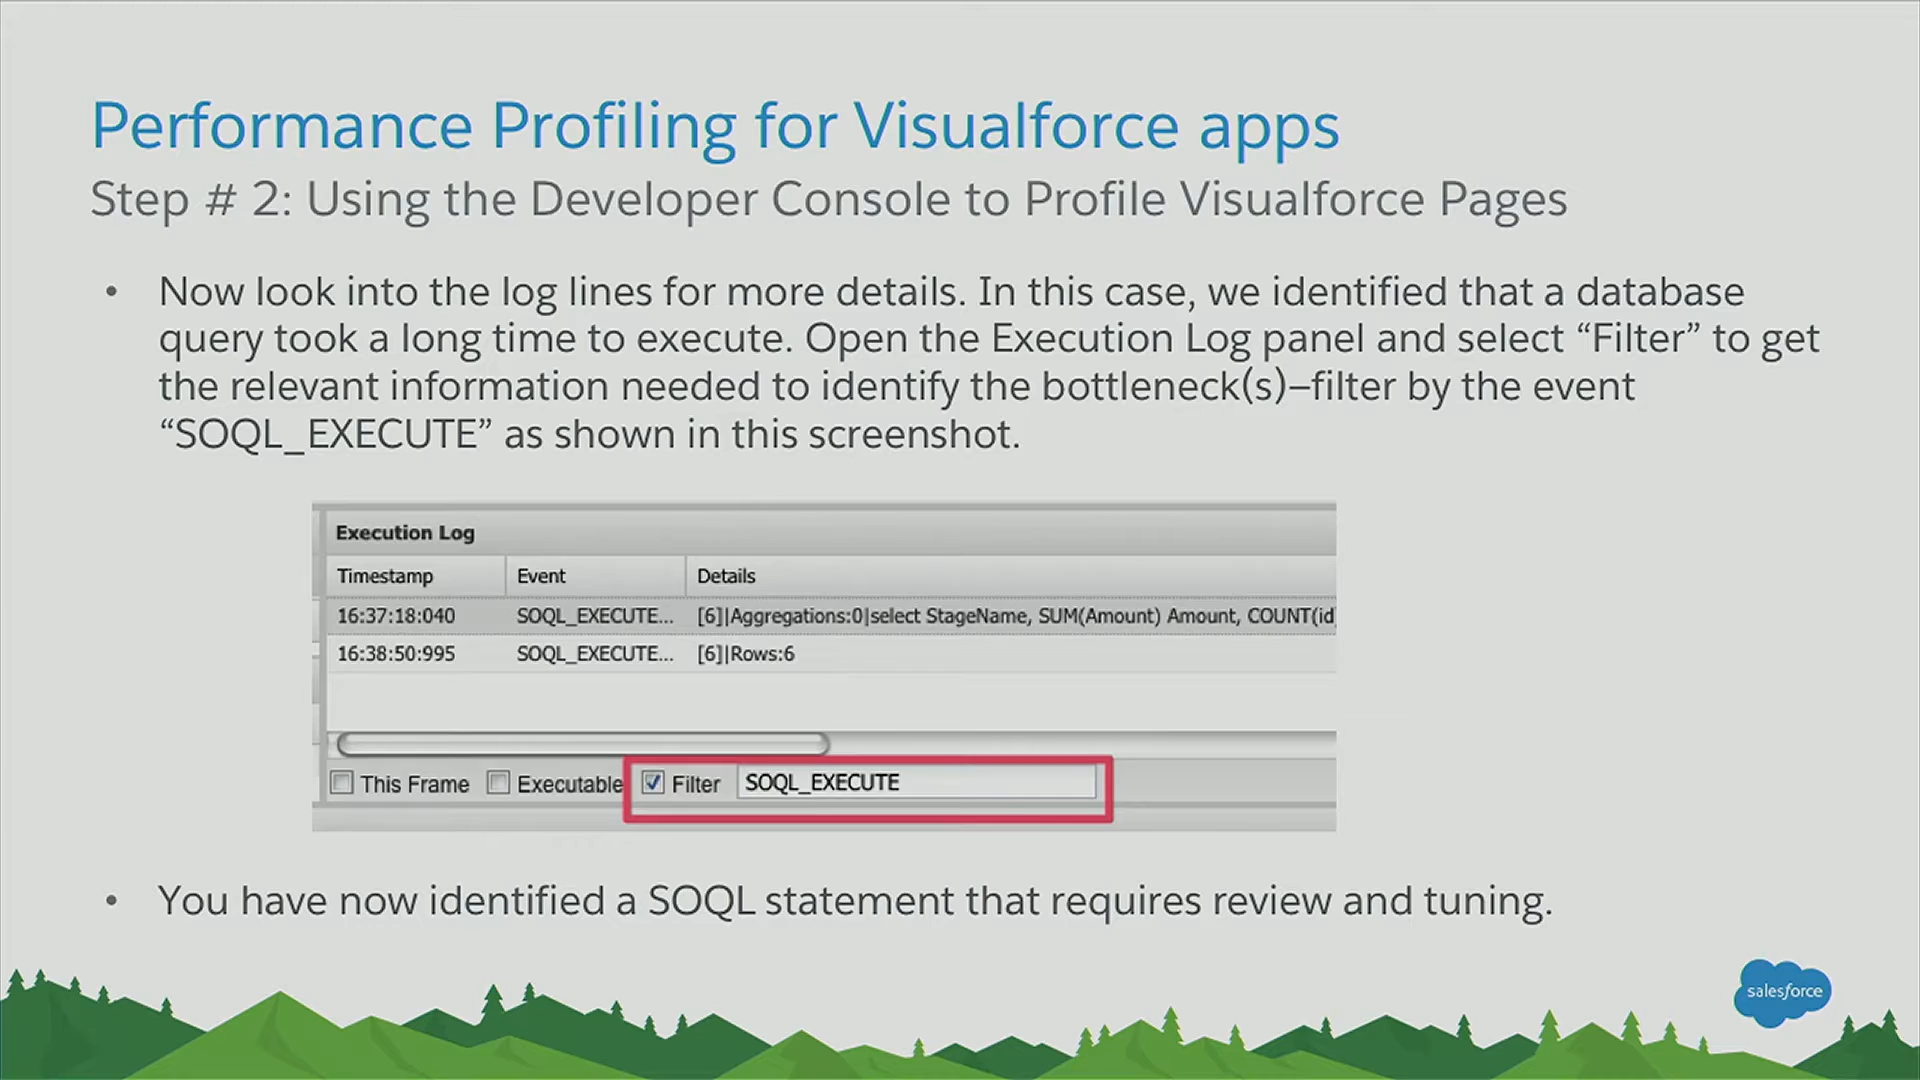 Performance Profiling for Visualforce apps
Step # 2: Using the Developer Console to Profile Visualforce Pages
• Now look into the log lines for more details. In this case, we identified that a database
query took a long time to execute. Open the Execution Log panel and select “Filter” to get
the relevant information needed to identify the bottleneck(s)–filter by the event
“SOQL_EXECUTE” as shown in this screenshot.
Execution Log
Timestamp Event Details
16:37:18:040 SOQL_EXECUTE... [6]|Aggregations:0|select StageName, SUM(Amount) Amount, COUNT(id
16:38:50:995 SOQL_EXECUTE... [6]|Rows:6
This Frame Executable Filter SOQL_EXECUTE
• You have now identified a SOQL statement that requires review and tuning.
salesforce